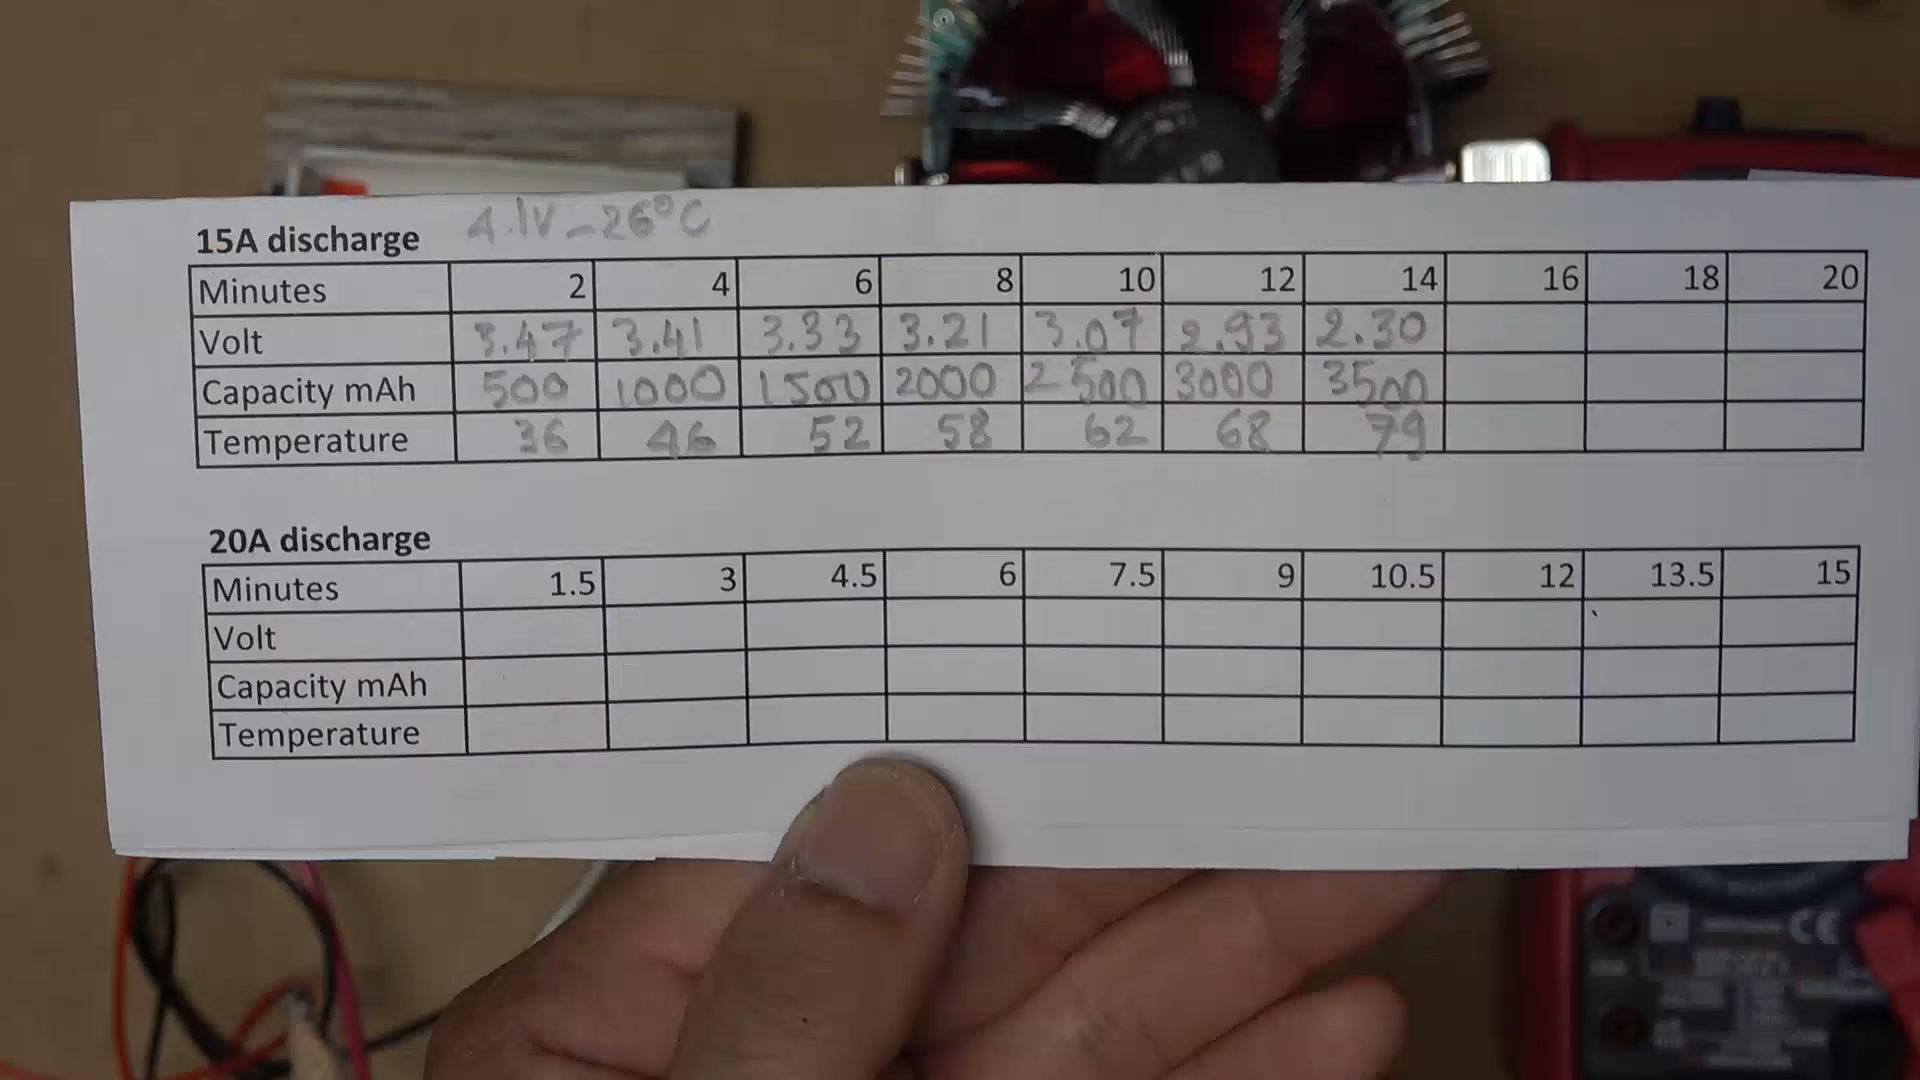 15A discharge 4.1V - 26°C
Minutes 2 4 6 8 10 12 14 16 18 20
Volt 3.47 3.41 3.33 3.21 3.07 2.93 2.30
Capacity mAh 500 1000 1500 2000 2500 3000 3500
Temperature 36 46 52 58 62 68 79
20A discharge
Minutes 1.5 3 4.5 6 7.5 9 10.5 12 13.5 15
Volt
Capacity mAh
Temperature
CE